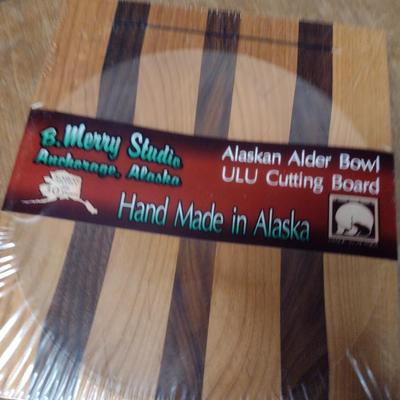 B. Merry Studio
Anchorage, Alaska
Alaskan Alder Bowl
ULU Cutting Board
Hand Made in Alaska